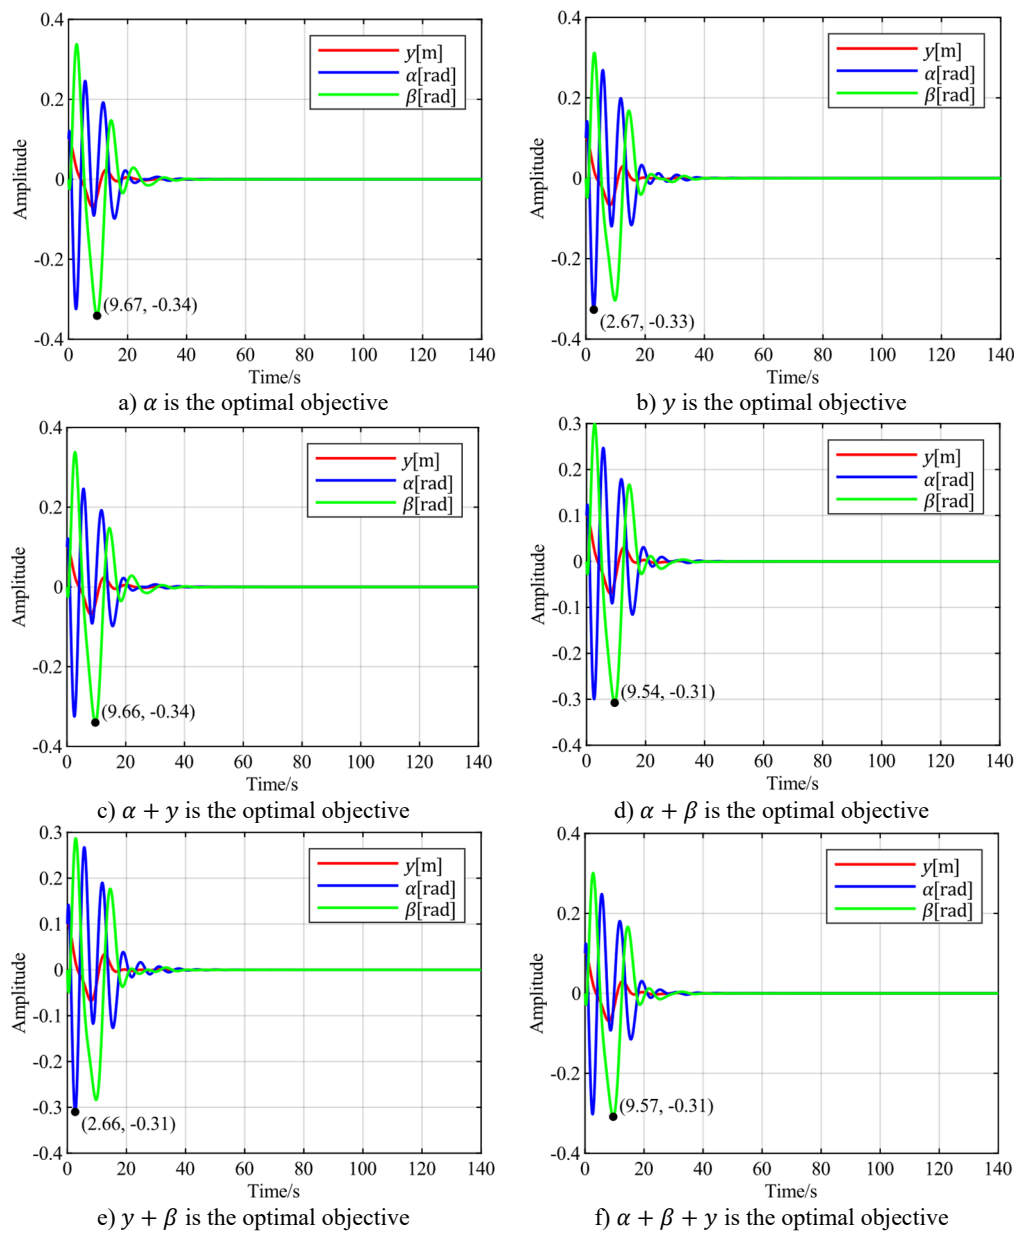 0.4
0.2
0
-0.2
-0.4
Amplitude
y[m]
α[rad]
β[rad]
(9.67, -0.34)
0 20 40 60 80 100 120 140
Time/s
a) α is the optimal objective
0.4
0.2
0
-0.2
-0.4
Amplitude
y[m]
α[rad]
β[rad]
(2.67, -0.33)
0 20 40 60 80 100 120 140
Time/s
b) y is the optimal objective
0.4
0.2
0
-0.2
-0.4
Amplitude
y[m]
α[rad]
β[rad]
(9.66, -0.34)
0 20 40 60 80 100 120 140
Time/s
c) α + y is the optimal objective
0.3
0.2
0.1
0
-0.1
-0.2
-0.3
-0.4
Amplitude
y[m]
α[rad]
β[rad]
(9.54, -0.31)
0 20 40 60 80 100 120 140
Time/s
d) α + β is the optimal objective
0.3
0.2
0.1
0
-0.1
-0.2
-0.3
-0.4
Amplitude
y[m]
α[rad]
β[rad]
(2.66, -0.31)
0 20 40 60 80 100 120 140
Time/s
e) y + β is the optimal objective
0.4
0.2
0
-0.2
-0.4
Amplitude
y[m]
α[rad]
β[rad]
(9.57, -0.31)
0 20 40 60 80 100 120 140
Time/s
f) α + β + y is the optimal objective